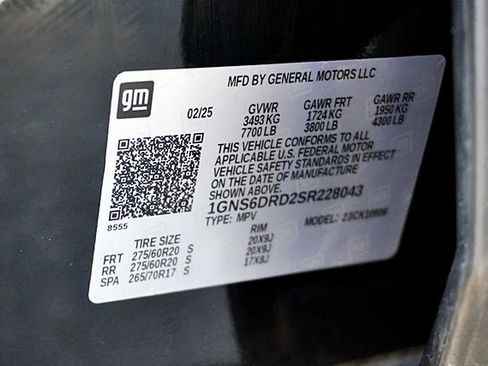 MFD BY GENERAL MOTORS LLC
gm
02/25 GVWR GAWR FRT GAWR RR
3493 KG 1724 KG 1950 KG
7700 LB 3800 LB 4300 LB
THIS VEHICLE CONFORMS TO ALL
APPLICABLE U.S. FEDERAL MOTOR
VEHICLE SAFETY STANDARDS IN EFFECT
ON THE DATE OF MANUFACTURE
SHOWN ABOVE.
1GNS6DRD2SR228043
8555 TYPE: MPV MODEL:
TIRE SIZE RIM
FRT 275/60R20 S 20X9J
RR 275/60R20 S 20X9J
SPA 265/70R17 S 17X8J